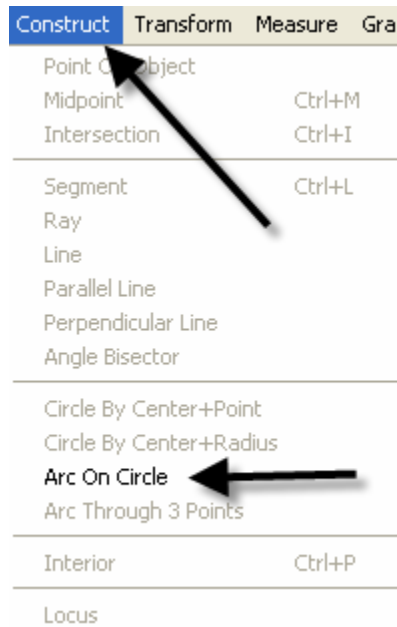 Construct Transform Measure Gra
Point Object
Midpoint Ctrl+M
Intersection Ctrl+I
Segment Ctrl+L
Ray
Line
Parallel Line
Perpendicular Line
Angle Bisector
Circle By Center+Point
Circle By Center+Radius
Arc On Circle
Arc Through 3 Points
Interior Ctrl+P
Locus